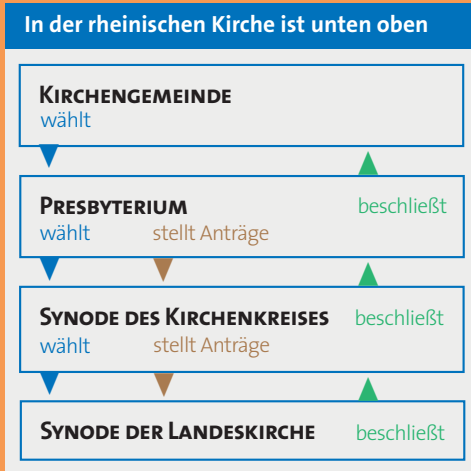 In der rheinischen Kirche ist unten oben
Kirchengemeinde
wählt
Presbyterium beschließt
wählt stellt Anträge
Synode des Kirchenkreises beschließt
wählt stellt Anträge
Synode der Landeskirche beschließt